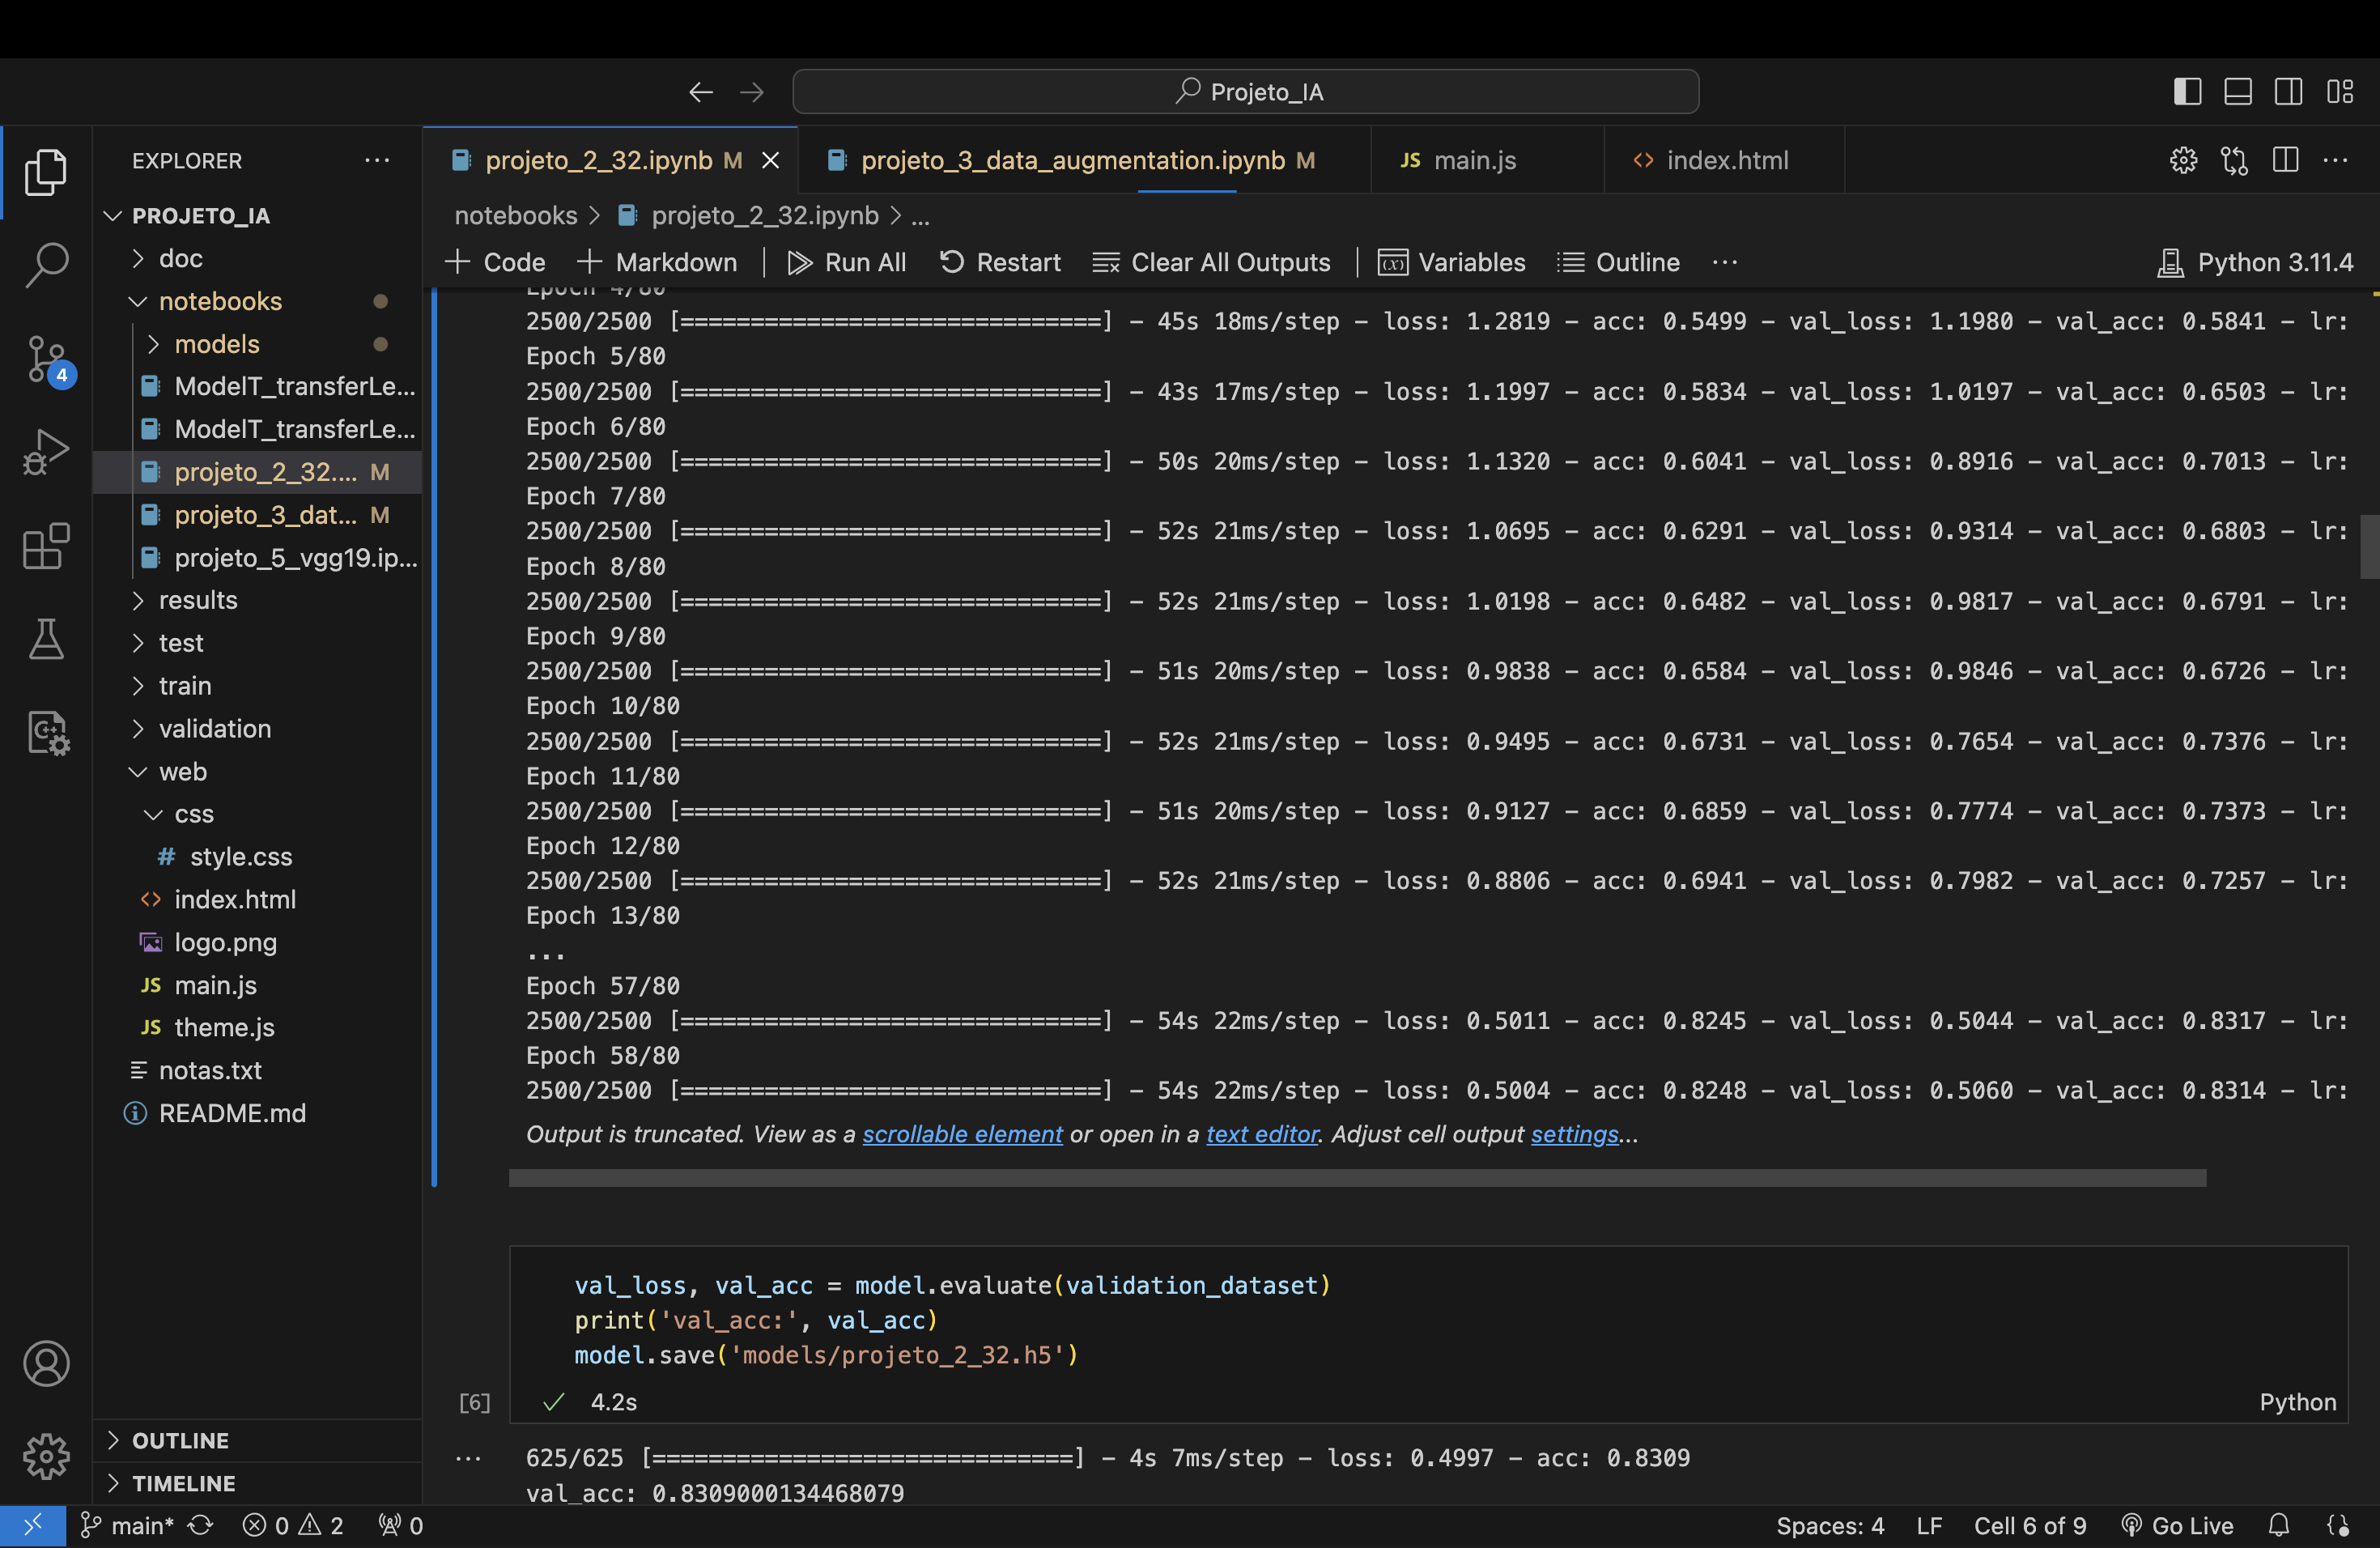 Projeto_IA
EXPLORER
PROJETO_IA
doc
notebooks
models
ModelT_transferLe...
ModelT_transferLe...
projeto_2_32.... M
projeto_3_dat... M
projeto_5_vgg19.ip...
results
test
train
validation
web
css
# style.css
index.html
logo.png
JS main.js
JS theme.js
notas.txt
README.md
OUTLINE
TIMELINE
4
projeto_2_32.ipynb M
projeto_3_data_augmentation.ipynb M
JS main.js
index.html
notebooks > projeto_2_32.ipynb > ...
+ Code + Markdown | Run All Restart Clear All Outputs | Variables Outline ...
Python 3.11.4
Epoch 4/80
2500/2500 [==============================] - 45s 18ms/step - loss: 1.2819 - acc: 0.5499 - val_loss: 1.1980 - val_acc: 0.5841 - lr:
Epoch 5/80
2500/2500 [==============================] - 43s 17ms/step - loss: 1.1997 - acc: 0.5834 - val_loss: 1.0197 - val_acc: 0.6503 - lr:
Epoch 6/80
2500/2500 [==============================] - 50s 20ms/step - loss: 1.1320 - acc: 0.6041 - val_loss: 0.8916 - val_acc: 0.7013 - lr:
Epoch 7/80
2500/2500 [==============================] - 52s 21ms/step - loss: 1.0695 - acc: 0.6291 - val_loss: 0.9314 - val_acc: 0.6803 - lr:
Epoch 8/80
2500/2500 [==============================] - 52s 21ms/step - loss: 1.0198 - acc: 0.6482 - val_loss: 0.9817 - val_acc: 0.6791 - lr:
Epoch 9/80
2500/2500 [==============================] - 51s 20ms/step - loss: 0.9838 - acc: 0.6584 - val_loss: 0.9846 - val_acc: 0.6726 - lr:
Epoch 10/80
2500/2500 [==============================] - 52s 21ms/step - loss: 0.9495 - acc: 0.6731 - val_loss: 0.7654 - val_acc: 0.7376 - lr:
Epoch 11/80
2500/2500 [==============================] - 51s 20ms/step - loss: 0.9127 - acc: 0.6859 - val_loss: 0.7774 - val_acc: 0.7373 - lr:
Epoch 12/80
2500/2500 [==============================] - 52s 21ms/step - loss: 0.8806 - acc: 0.6941 - val_loss: 0.7982 - val_acc: 0.7257 - lr:
Epoch 13/80
...
Epoch 57/80
2500/2500 [==============================] - 54s 22ms/step - loss: 0.5011 - acc: 0.8245 - val_loss: 0.5044 - val_acc: 0.8317 - lr:
Epoch 58/80
2500/2500 [==============================] - 54s 22ms/step - loss: 0.5004 - acc: 0.8248 - val_loss: 0.5060 - val_acc: 0.8314 - lr:
Output is truncated. View as a scrollable element or open in a text editor. Adjust cell output settings...
val_loss, val_acc = model.evaluate(validation_dataset)
print('val_acc:', val_acc)
model.save('models/projeto_2_32.h5')
[6] 4.2s Python
625/625 [==============================] - 4s 7ms/step - loss: 0.4997 - acc: 0.8309
val_acc: 0.8309000134468079
main* 0 2 0 Spaces: 4 LF Cell 6 of 9 Go Live